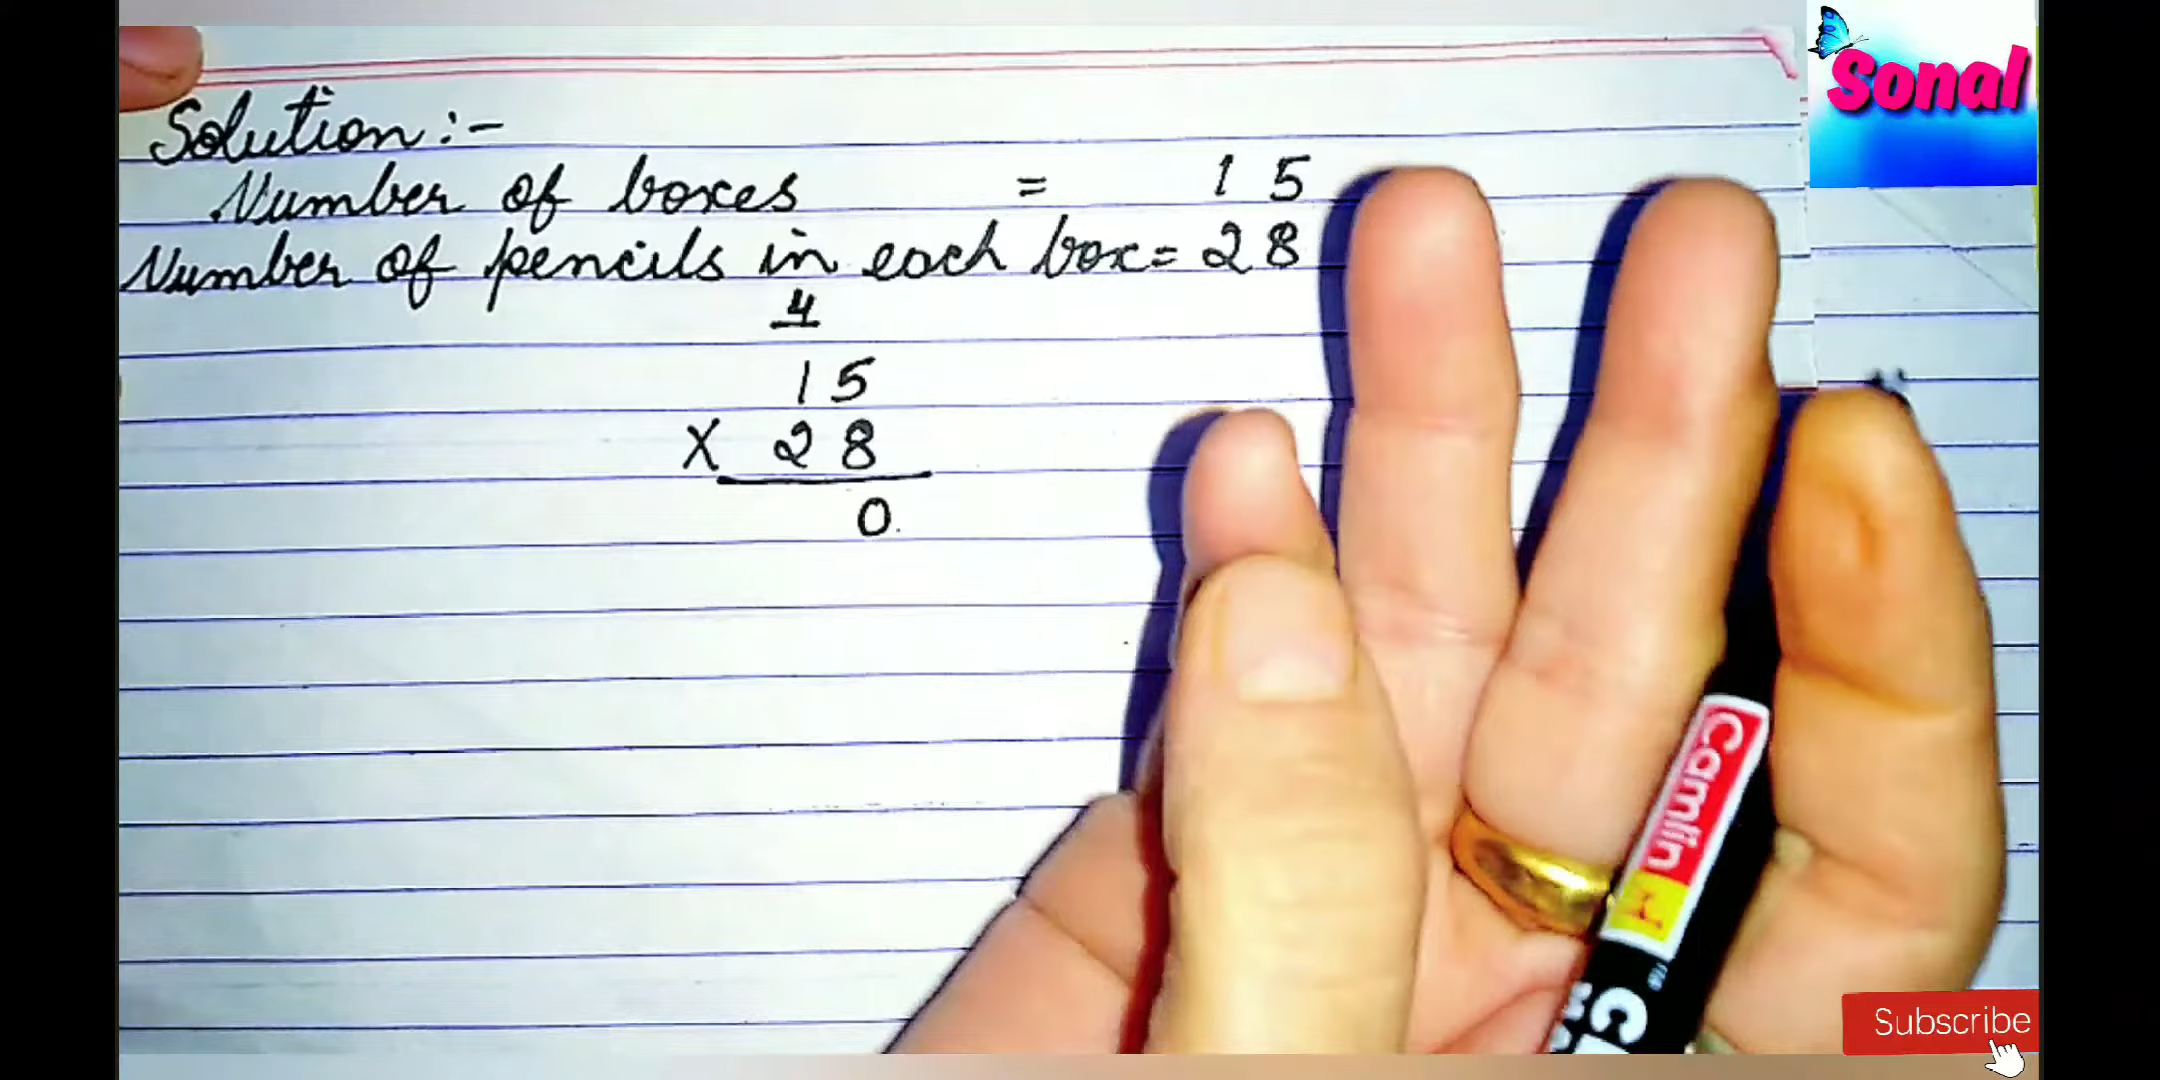 Sonal
Solution :-
Number of boxes = 15
Number of pencils in each box = 28
4
15
X 28
0
Camlin
Subscribe